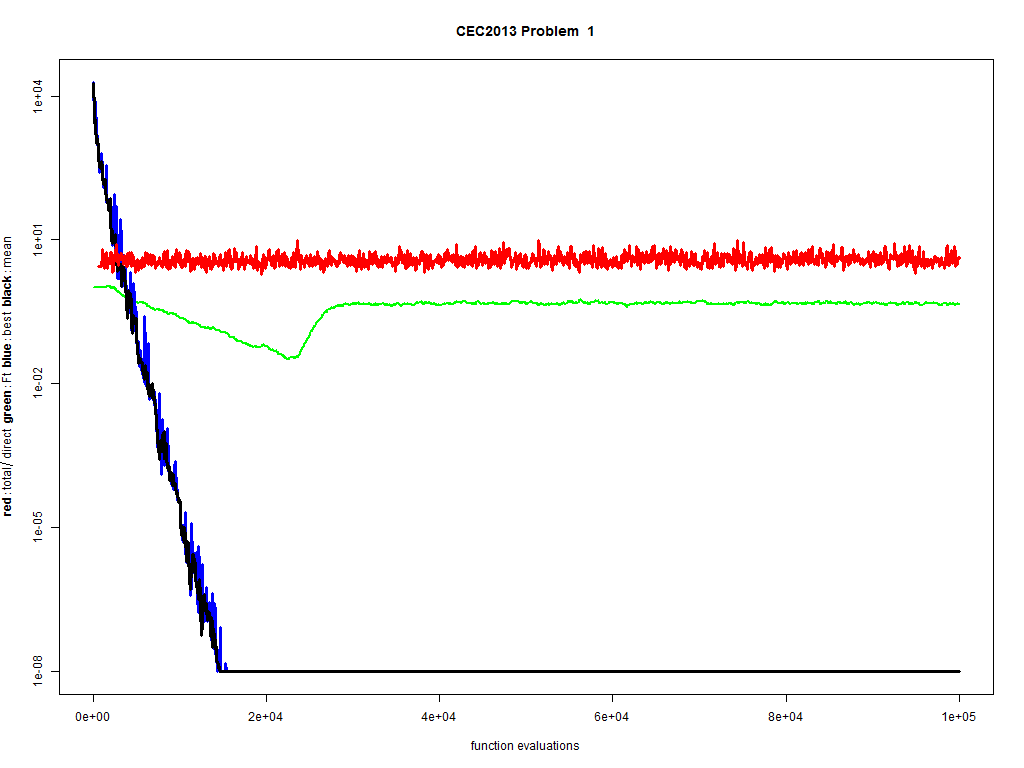 CEC2013 Problem 1
red : total/ direct green : Ft blue : best black : mean
1e+04
1e+01
1e-02
1e-05
1e-08
0e+00 2e+04 4e+04 6e+04 8e+04 1e+05
function evaluations